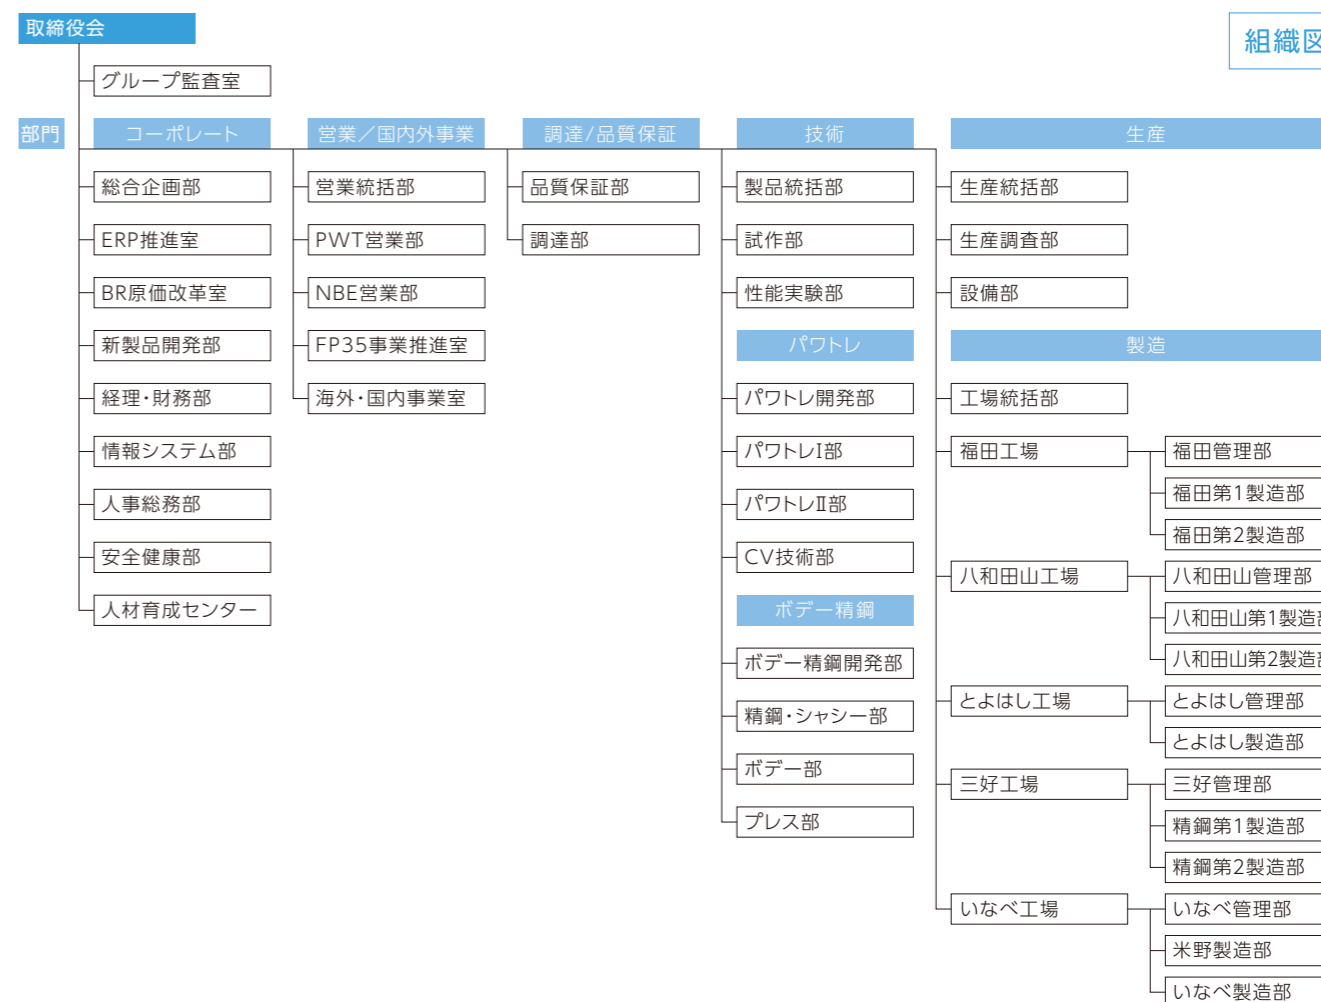 取締役会
組織図
グループ監査室
部門
コーポレート
総合企画部
ERP推進室
BR原価改革室
新製品開発部
経理・財務部
情報システム部
人事総務部
安全健康部
人材育成センター
営業／国内外事業
営業統括部
PWT営業部
NBE営業部
FP35事業推進室
海外・国内事業室
調達/品質保証
品質保証部
調達部
技術
製品統括部
試作部
性能実験部
パワトレ
パワトレ開発部
パワトレⅠ部
パワトレⅡ部
CV技術部
ボデー精鋼
ボデー精鋼開発部
精鋼・シャシー部
ボデー部
プレス部
生産
生産統括部
生産調査部
設備部
製造
工場統括部
福田工場
福田管理部
福田第1製造部
福田第2製造部
八和田山工場
八和田山管理部
八和田山第1製造部
八和田山第2製造部
とよはし工場
とよはし管理部
とよはし製造部
三好工場
三好管理部
精鋼第1製造部
精鋼第2製造部
いなべ工場
いなべ管理部
米野製造部
いなべ製造部